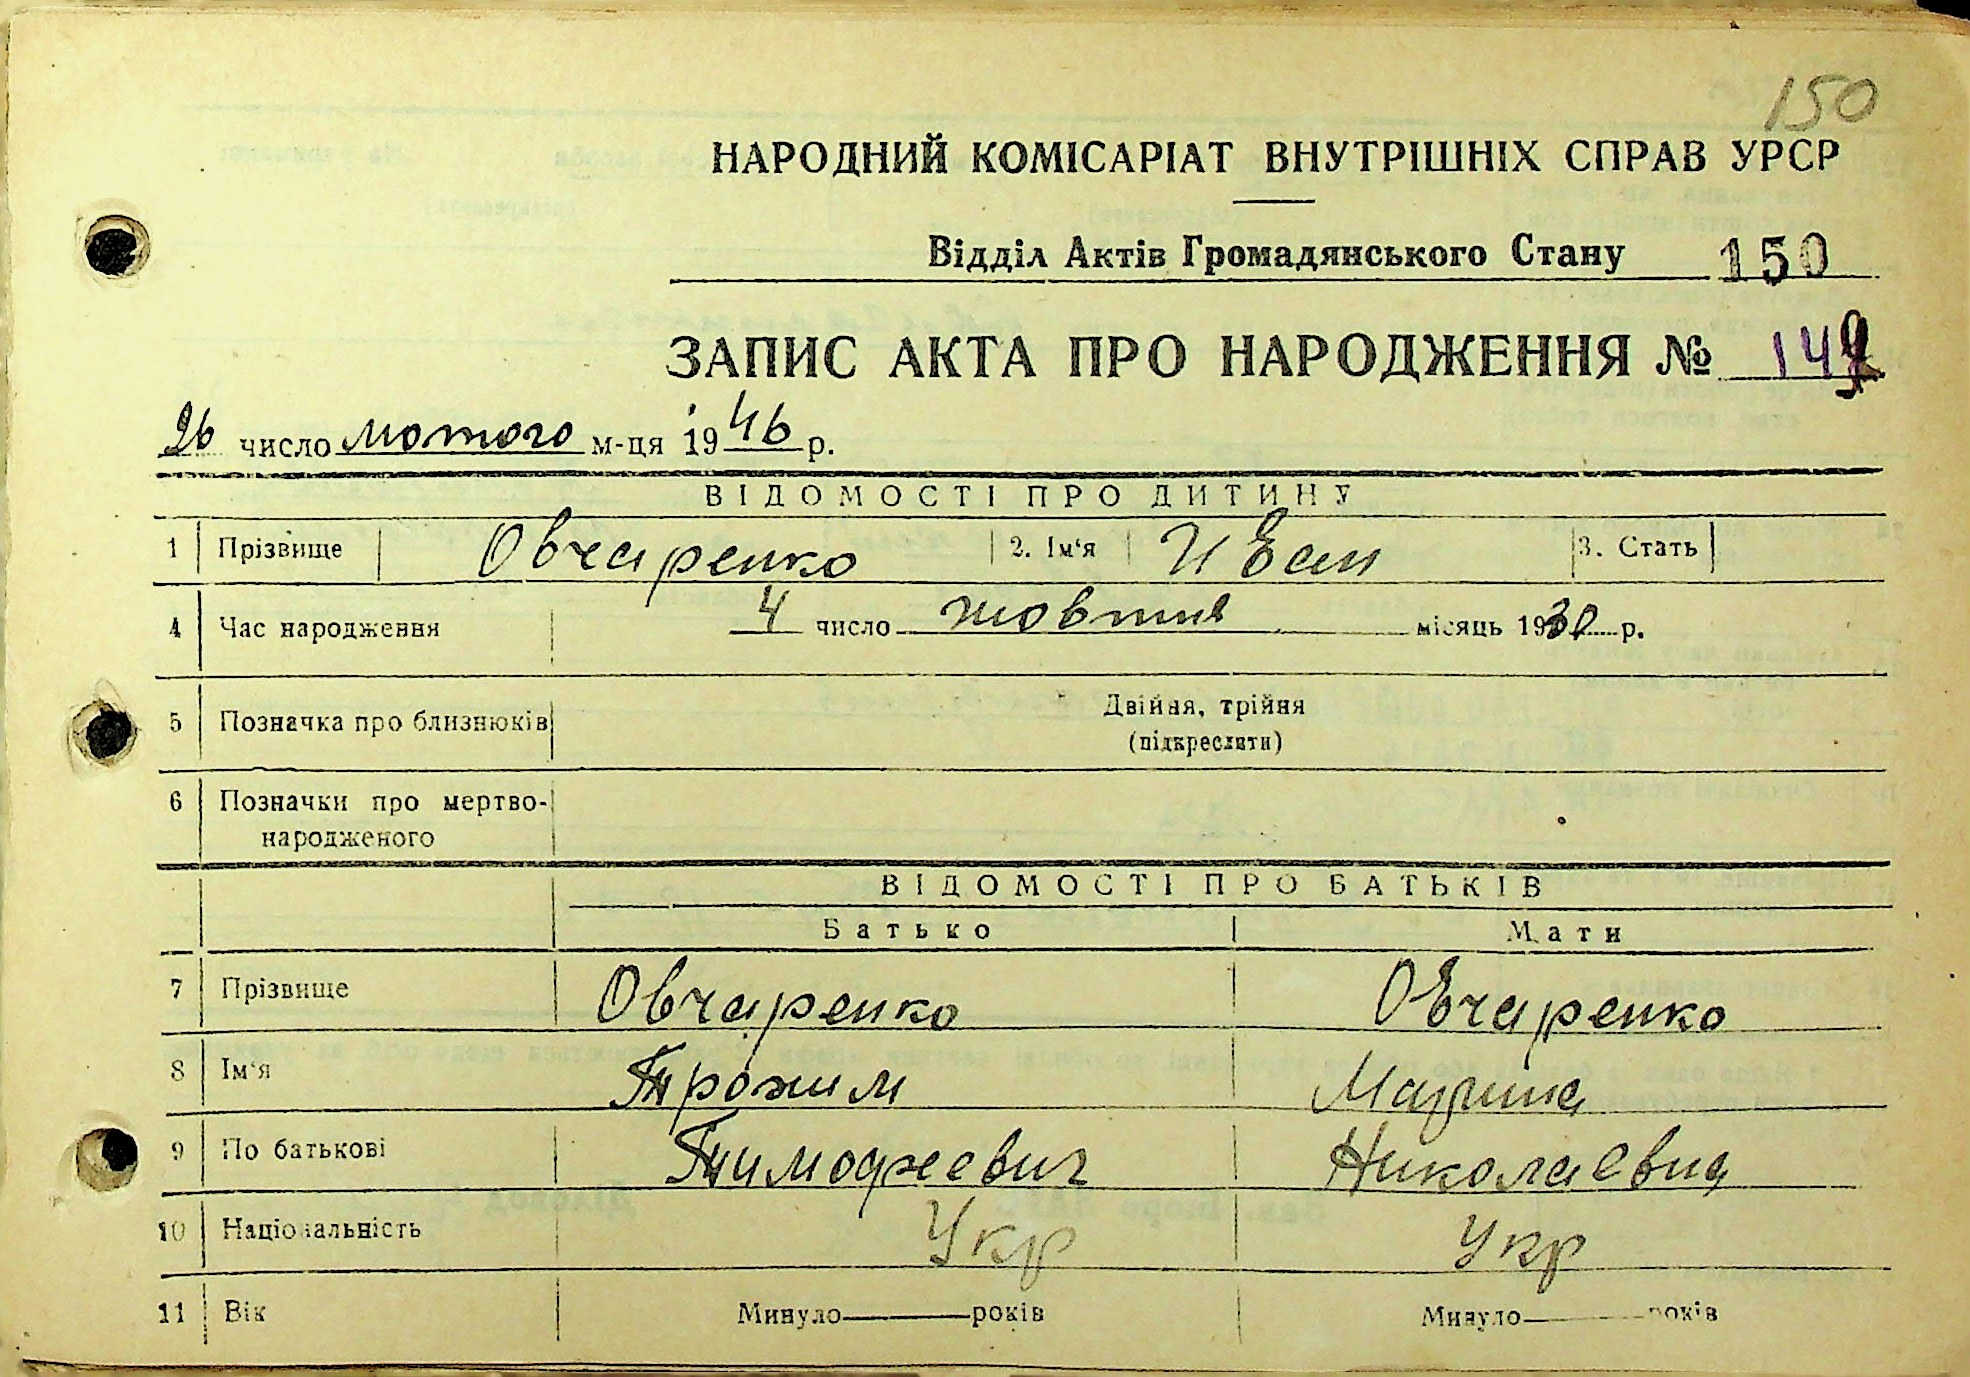 150
НАРОДНИЙ КОМІСАРІАТ ВНУТРІШНІХ СПРАВ УРСР
Відділ Актів Громадянського Стану 150
ЗАПИС АКТА ПРО НАРОДЖЕННЯ № 149
26 число лютого м-ця 1946 р.
ВІДОМОСТІ ПРО ДИТИНУ
1 Прізвище Овчаренко 2. Ім'я Иван 3. Стать
4 Час народження 4 число жовтня місяць 1930 р.
5 Позначка про близнюків Двійня, трійня
(підкреслити)
6 Позначки про мертво-
народженого
ВІДОМОСТІ ПРО БАТЬКІВ
Батько Мати
7 Прізвище Овчаренко Овчаренко
8 Ім'я Трохим Марина
9 По батькові Тимофеевич Николаевна
10 Національність Укр Укр
11 Вік Минуло років Минуло років